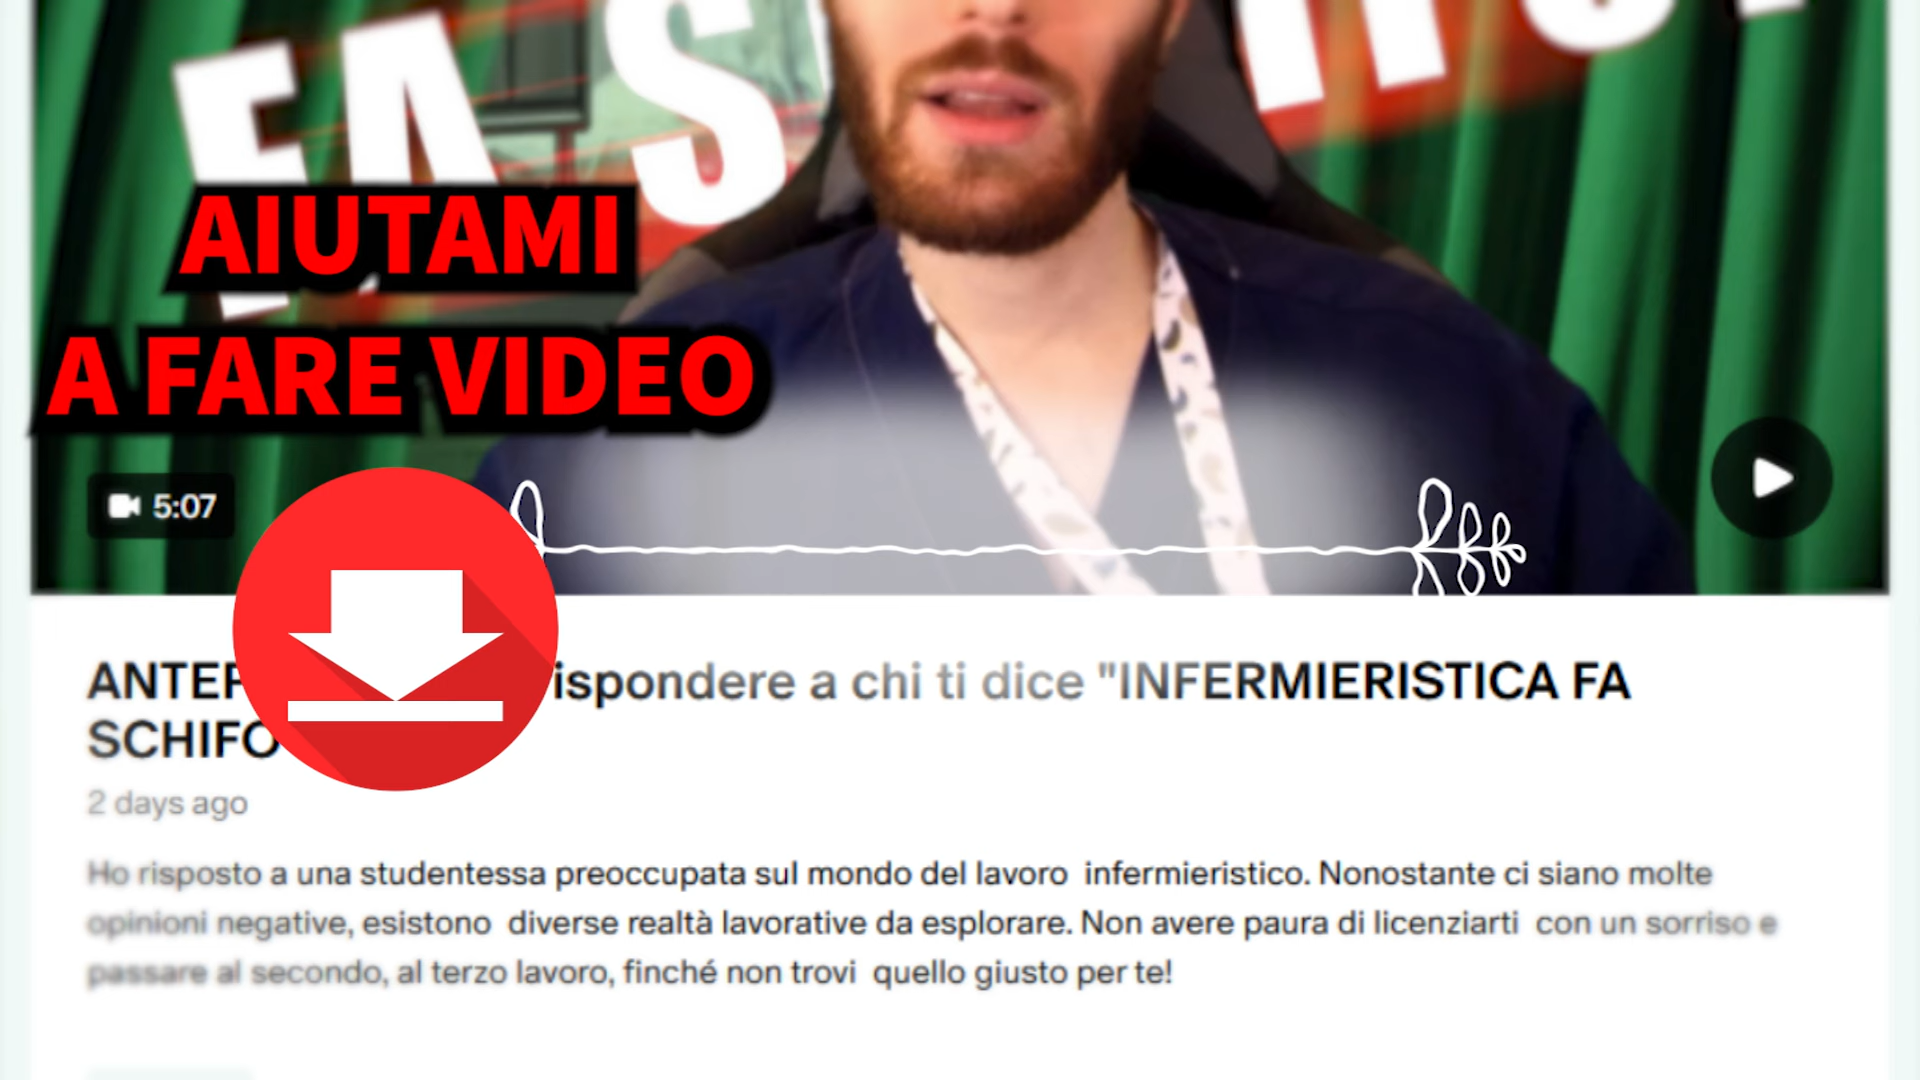 FA S
AIUTAMI
A FARE VIDEO
5:07
ispondere a chi ti dice "INFERMIERISTICA FA
SCHIFO
2 days ago
Ho risposto a una studentessa preoccupata sul mondo del lavoro infermieristico. Nonostante ci siano molte
opinioni negative, esistono diverse realtà lavorative da esplorare. Non avere paura di licenziarti con un sorriso e
passare al secondo, al terzo lavoro, finché non trovi quello giusto per te!